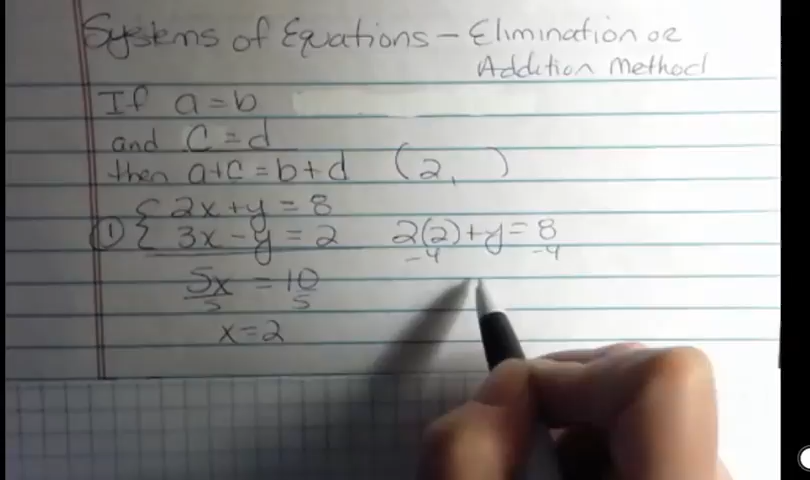 Systems of Equations - Elimination or
Addition Method
If a = b
and c = d
then a+c = b+d (2, )
2x+y = 8
① { 3x-y = 2 2(2)+y = 8
-4 -4
5x = 10
5 5
x=2